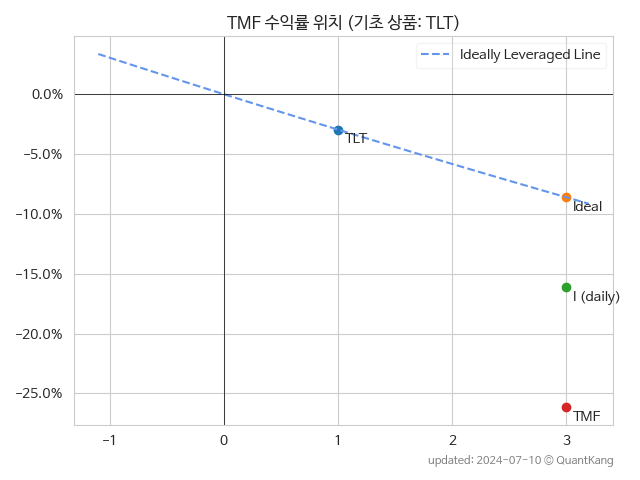 TMF 수익률 위치 (기초 상품: TLT)
Ideally Leveraged Line
0.0%
TLT
−5.0%
−10.0%
Ideal
−15.0%
I (daily)
−20.0%
−25.0%
TMF
−1 0 1 2 3
updated: 2024-07-10 © QuantKang